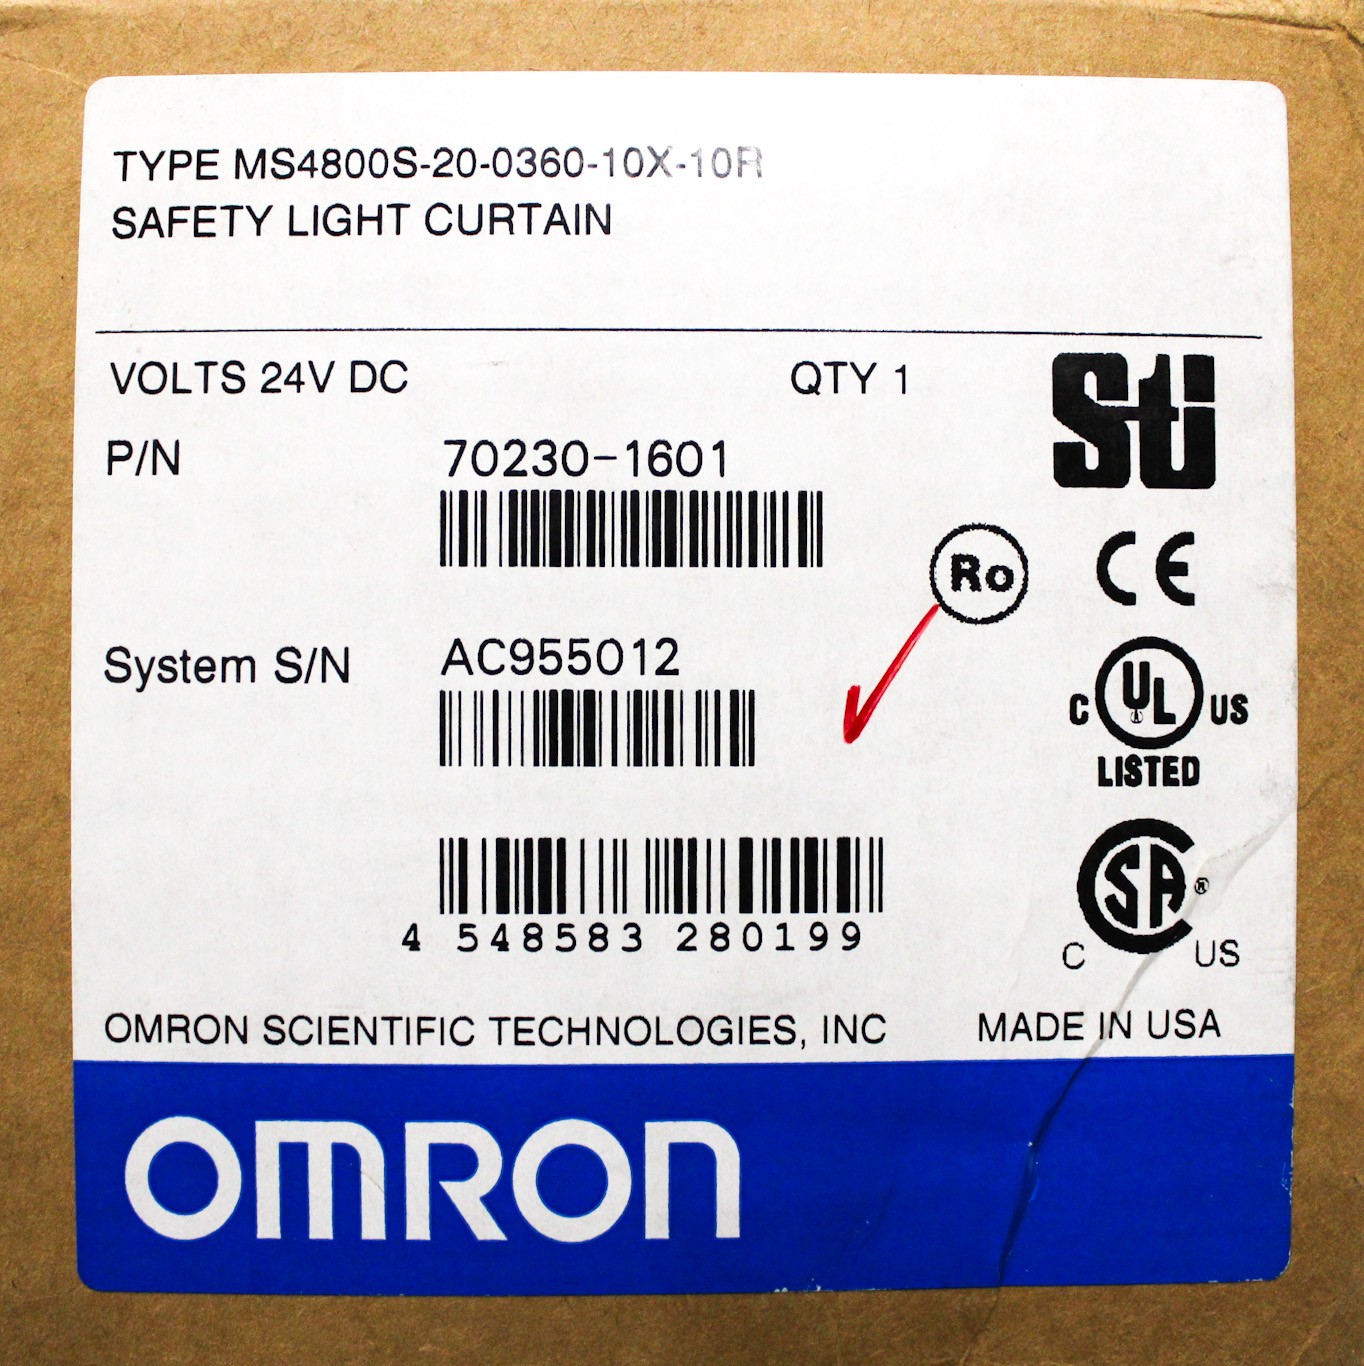 TYPE MS4800S-20-0360-10X-10R
SAFETY LIGHT CURTAIN
VOLTS 24V DC
QTY 1
Sti
P/N
70230-1601
Ro
CE
System S/N
AC955012
C UL US
LISTED
SA ®
C US
4 548583 280199
OMRON SCIENTIFIC TECHNOLOGIES, INC
MADE IN USA
OMRON